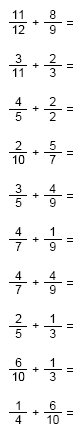 11/12 + 8/9 =
3/11 + 2/3 =
4/5 + 2/2 =
2/10 + 5/7 =
3/5 + 4/9 =
4/7 + 1/9 =
4/7 + 4/9 =
2/5 + 1/3 =
6/10 + 1/3 =
1/4 + 6/10 =